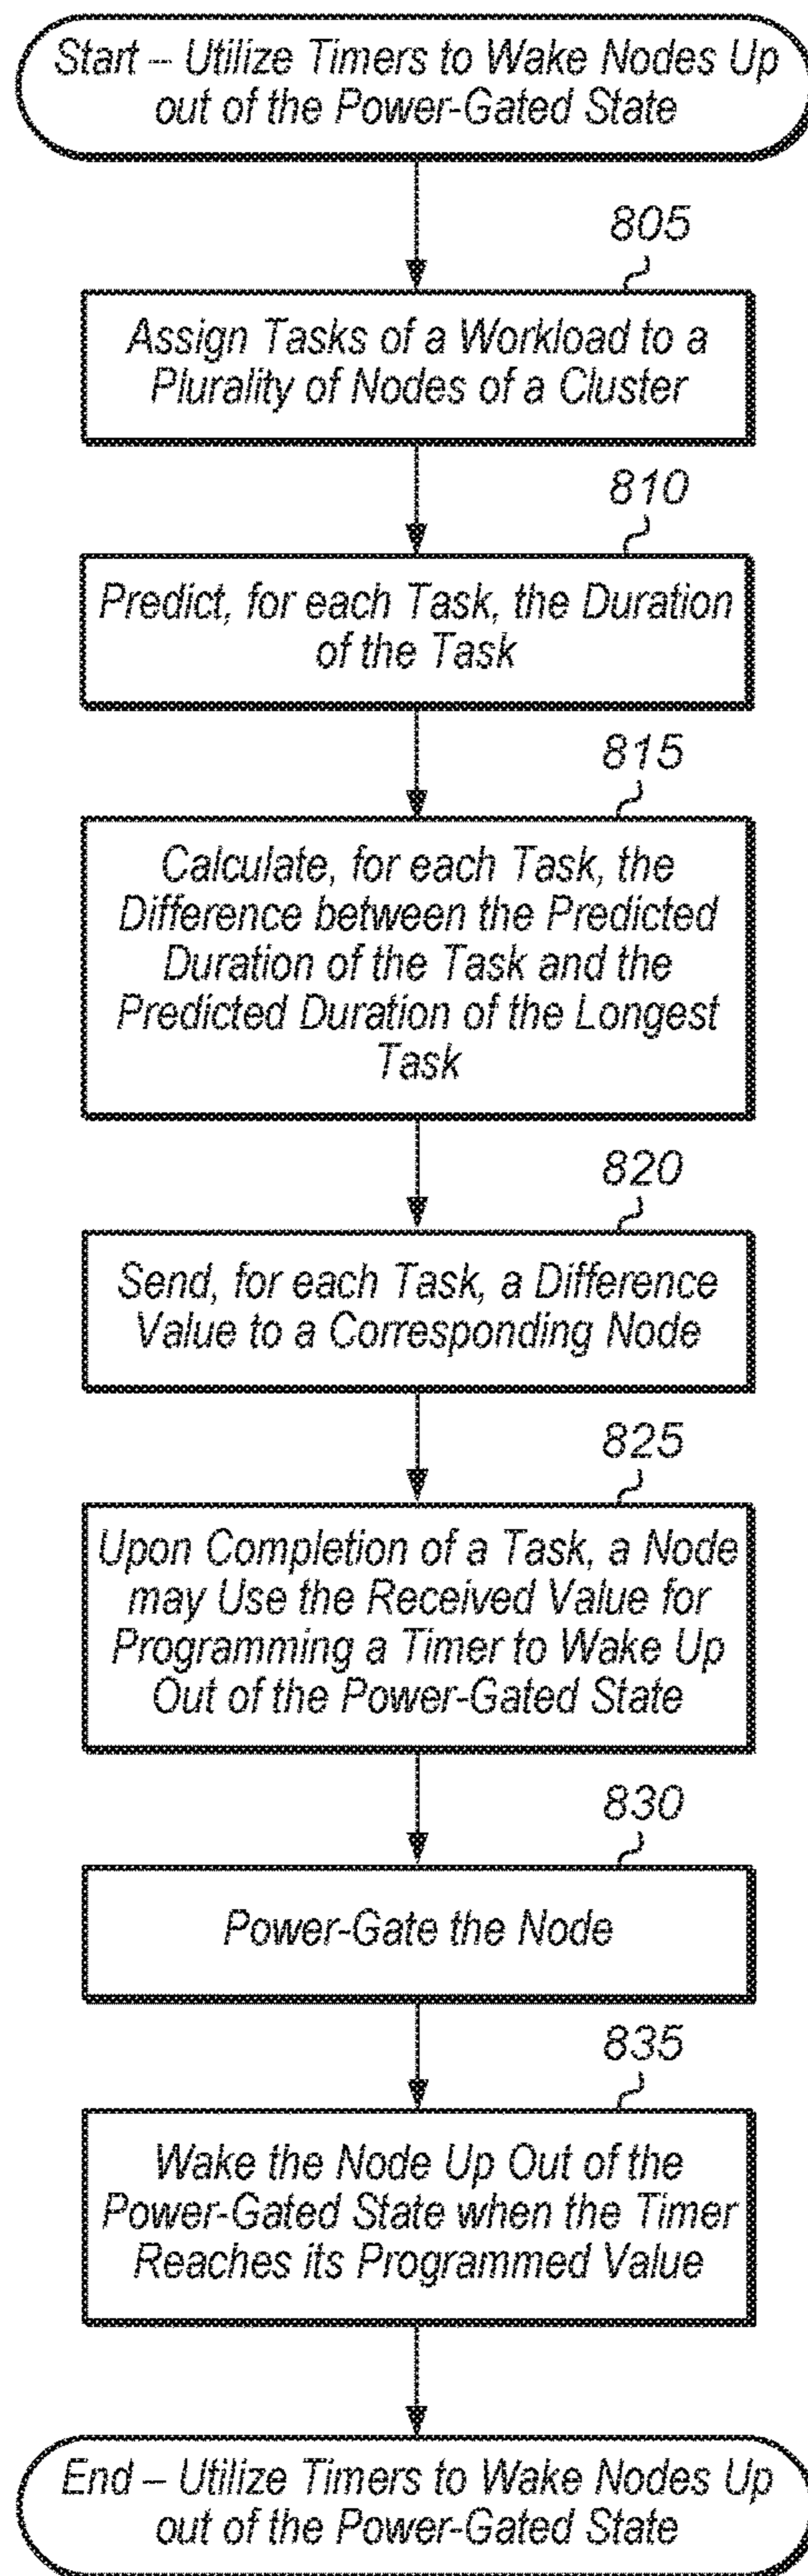 Start – Utilize Timers to Wake Nodes Up
out of the Power-Gated State
805
Assign Tasks of a Workload to a
Plurality of Nodes of a Cluster
810
Predict, for each Task, the Duration
of the Task
815
Calculate, for each Task, the
Difference between the Predicted
Duration of the Task and the
Predicted Duration of the Longest
Task
820
Send, for each Task, a Difference
Value to a Corresponding Node
825
Upon Completion of a Task, a Node
may Use the Received Value for
Programming a Timer to Wake Up
Out of the Power-Gated State
830
Power-Gate the Node
835
Wake the Node Up Out of the
Power-Gated State when the Timer
Reaches its Programmed Value
End – Utilize Timers to Wake Nodes Up
out of the Power-Gated State